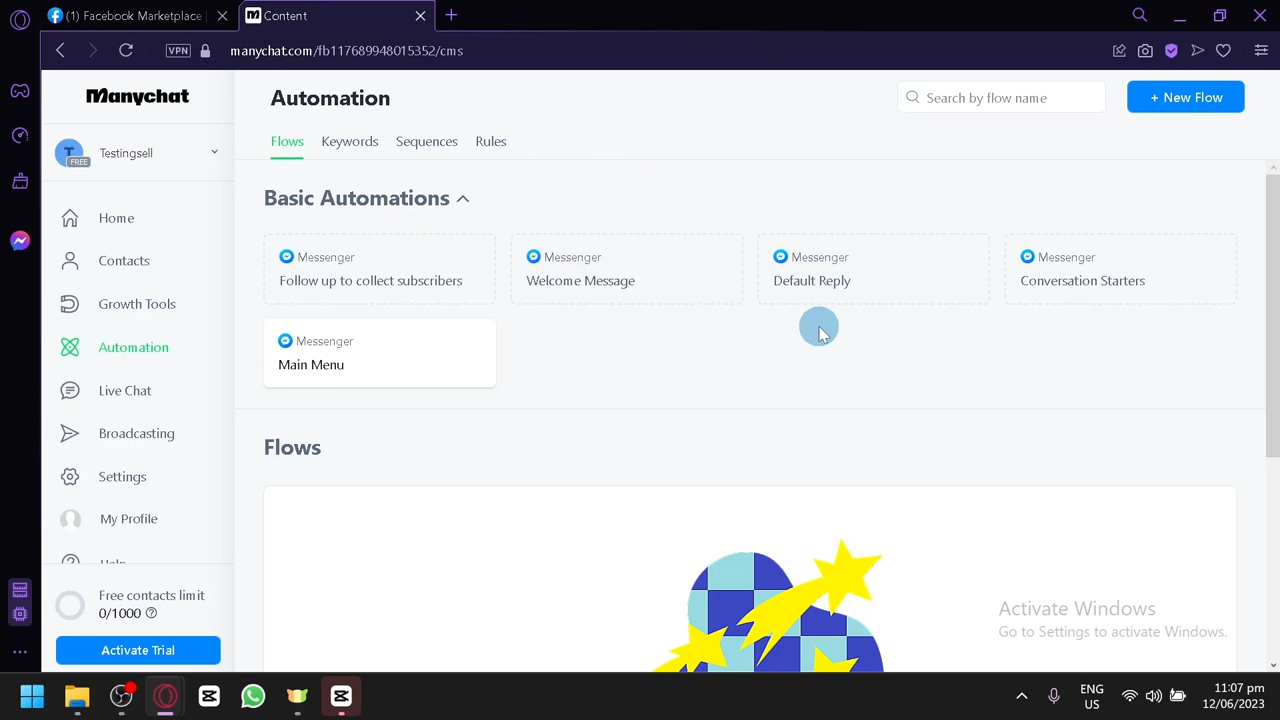 (1) Facebook Marketplace
Content
VPN
manychat.com/fb117689948015352/cms
Manychat
T
FREE
Testingsell
Home
Contacts
Growth Tools
Automation
Live Chat
Broadcasting
Settings
My Profile
Help
Free contacts limit
0/1000
Activate Trial
Automation
Search by flow name
+ New Flow
Flows
Keywords
Sequences
Rules
Basic Automations
Messenger
Follow up to collect subscribers
Messenger
Welcome Message
Messenger
Default Reply
Messenger
Conversation Starters
Messenger
Main Menu
Flows
Activate Windows
Go to Settings to activate Windows.
ENG
US
11:07 pm
12/06/2023